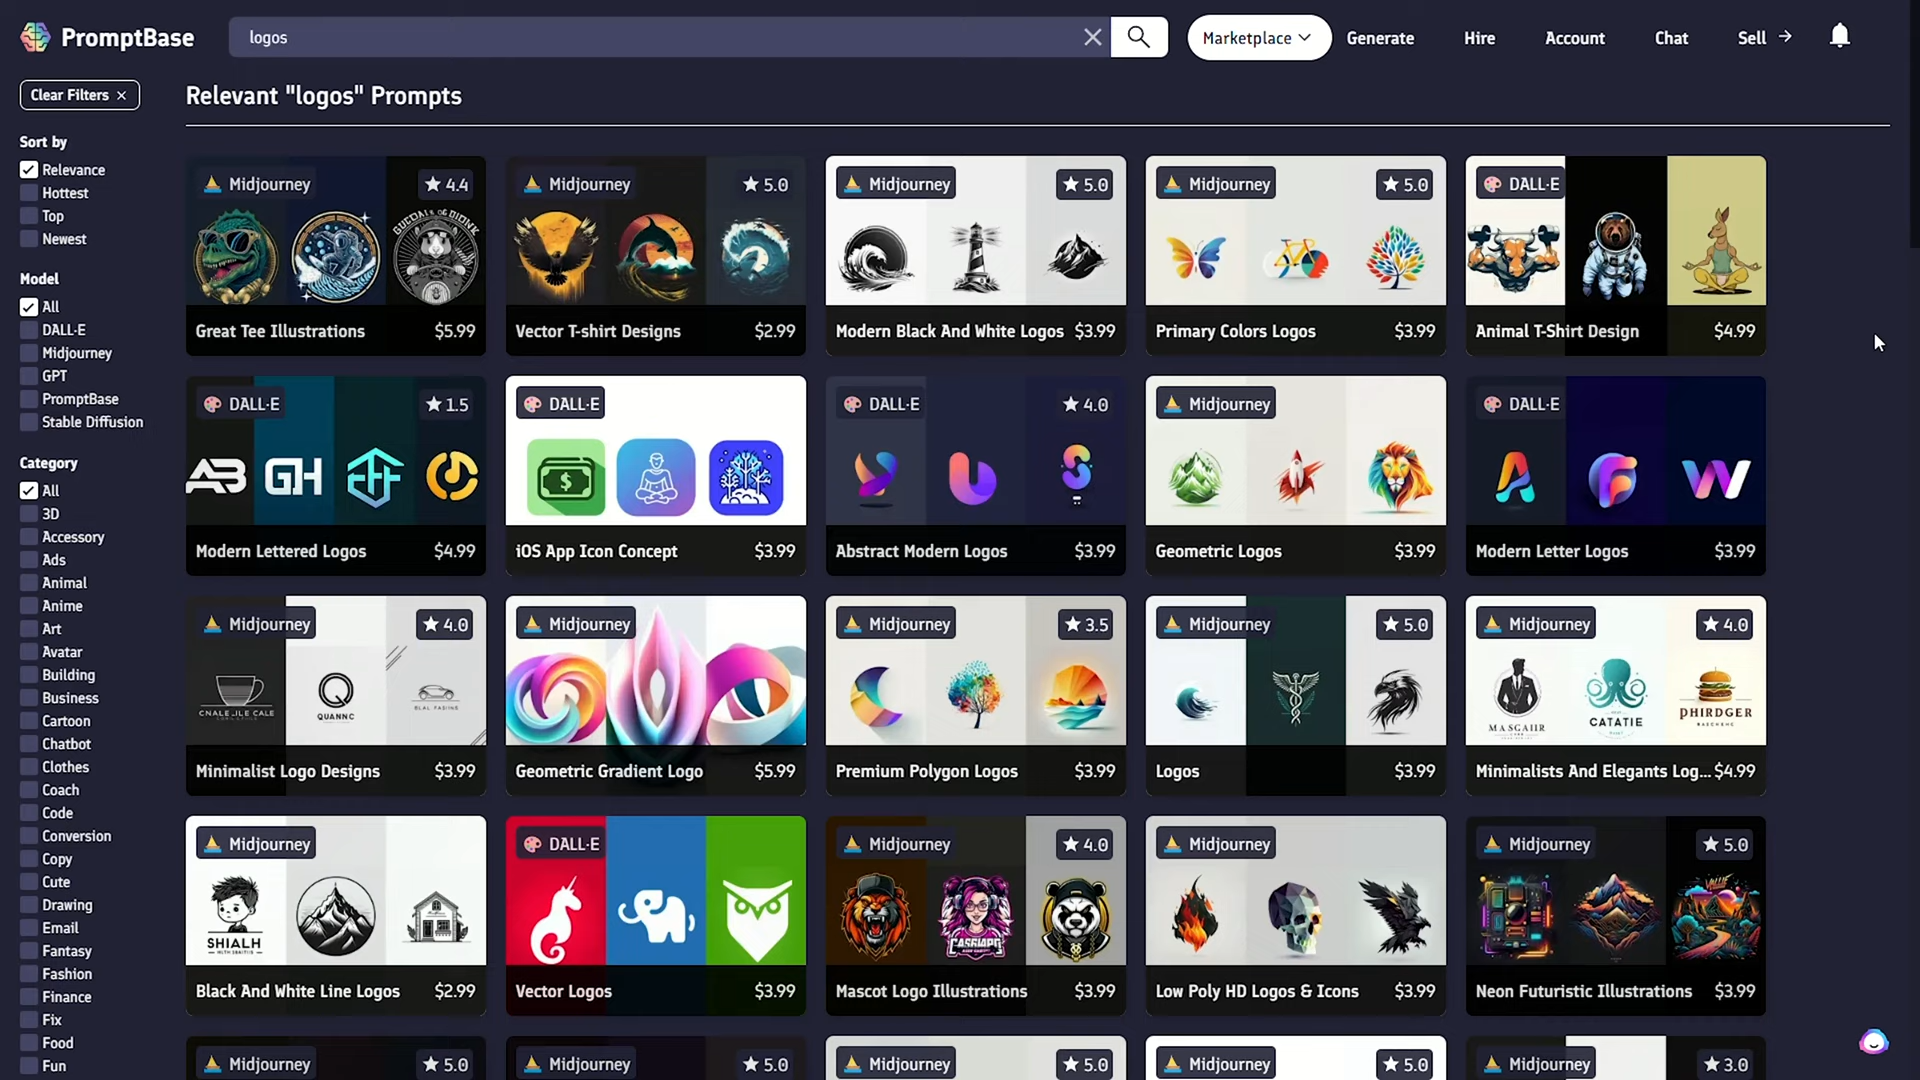 PromptBase
logos
Marketplace
Generate
Hire
Account
Chat
Sell
Clear Filters
Relevant "logos" Prompts
Sort by
Relevance
Hottest
Top
Newest
Model
All
DALL·E
Midjourney
GPT
PromptBase
Stable Diffusion
Category
All
3D
Accessory
Ads
Animal
Anime
Art
Avatar
Building
Business
Cartoon
Chatbot
Clothes
Coach
Code
Conversion
Copy
Cute
Drawing
Email
Fantasy
Fashion
Finance
Fix
Food
Fun
Midjourney 4.4
Great Tee Illustrations $5.99
Midjourney 5.0
Vector T-shirt Designs $2.99
Midjourney 5.0
Modern Black And White Logos $3.99
Midjourney 5.0
Primary Colors Logos $3.99
DALL·E
Animal T-Shirt Design $4.99
DALL·E 1.5
AB GH
Modern Lettered Logos $4.99
DALL·E
$
iOS App Icon Concept $3.99
DALL·E 4.0
Abstract Modern Logos $3.99
Midjourney
Geometric Logos $3.99
DALL·E
A F W
Modern Letter Logos $3.99
Midjourney 4.0
QUANNC
Minimalist Logo Designs $3.99
Midjourney
Geometric Gradient Logo $5.99
Midjourney 3.5
Premium Polygon Logos $3.99
Midjourney 5.0
Logos $3.99
Midjourney 4.0
MASGAIIR
CATATIE
PHIRDGER
Minimalists And Elegants Log... $4.99
Midjourney
SHIALH
Black And White Line Logos $2.99
DALL·E
Vector Logos $3.99
Midjourney 4.0
Mascot Logo Illustrations $3.99
Midjourney
Low Poly HD Logos & Icons $3.99
Midjourney 5.0
Neon Futuristic Illustrations $3.99
Midjourney 5.0
Midjourney 5.0
Midjourney 5.0
Midjourney 5.0
Midjourney 3.0